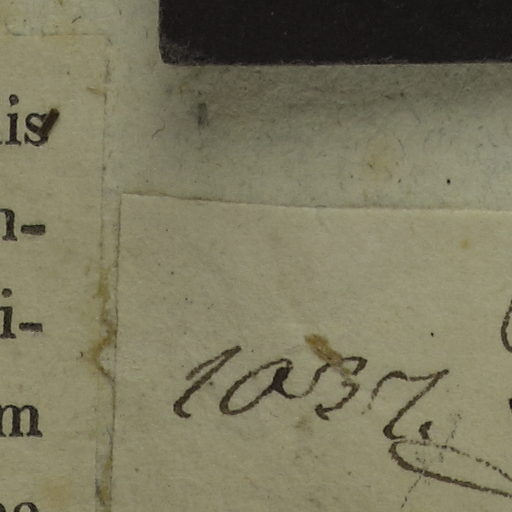 is
n-
i-
m
1037.